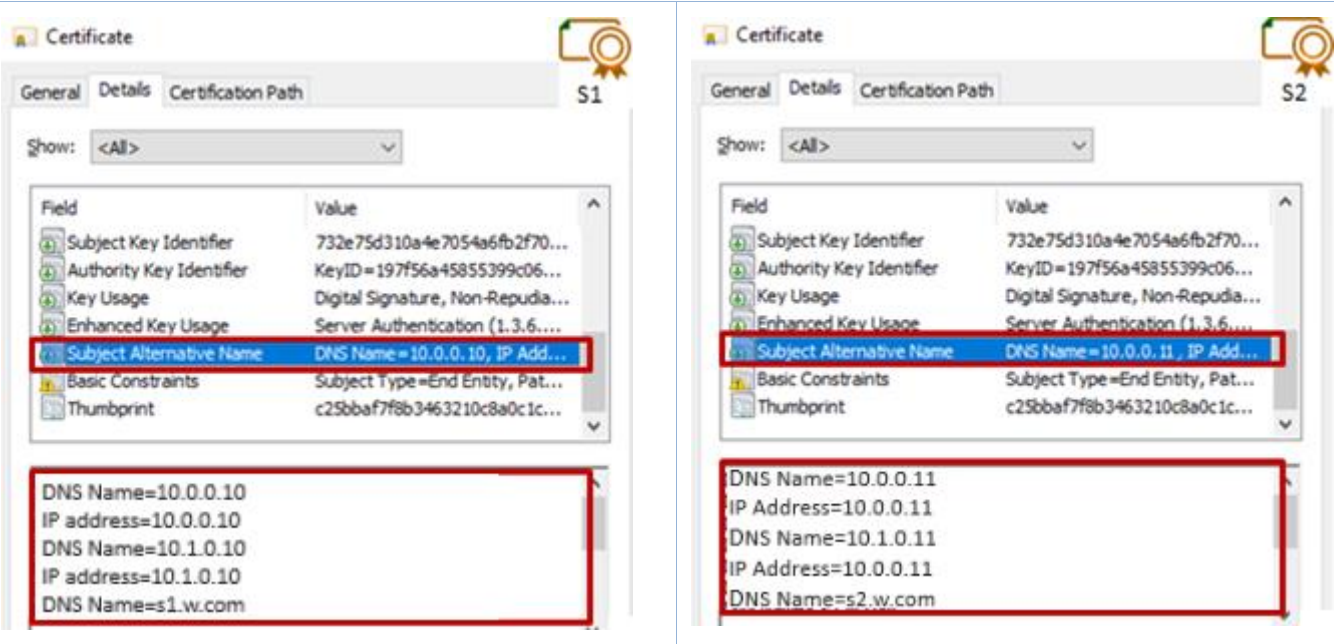 Certificate
S1
General Details Certification Path
Show: <All>
Field Value
Subject Key Identifier 732e75d310a4e7054a6fb2f70...
Authority Key Identifier KeyID=197f56a45855399c06...
Key Usage Digital Signature, Non-Repudia...
Enhanced Key Usage Server Authentication (1.3.6....
Subject Alternative Name DNS Name=10.0.0.10, IP Add...
Basic Constraints Subject Type=End Entity, Pat...
Thumbprint c25bbaf7f8b3463210c8a0c1c...
DNS Name=10.0.0.10
IP address=10.0.0.10
DNS Name=10.1.0.10
IP address=10.1.0.10
DNS Name=s1.w.com
Certificate
S2
General Details Certification Path
Show: <All>
Field Value
Subject Key Identifier 732e75d310a4e7054a6fb2f70...
Authority Key Identifier KeyID=197f56a45855399c06...
Key Usage Digital Signature, Non-Repudia...
Enhanced Key Usage Server Authentication (1.3.6....
Subject Alternative Name DNS Name=10.0.0.11 , IP Add...
Basic Constraints Subject Type=End Entity, Pat...
Thumbprint c25bbaf7f8b3463210c8a0c1c...
DNS Name=10.0.0.11
IP Address=10.0.0.11
DNS Name=10.1.0.11
IP Address=10.0.0.11
DNS Name=s2.w.com